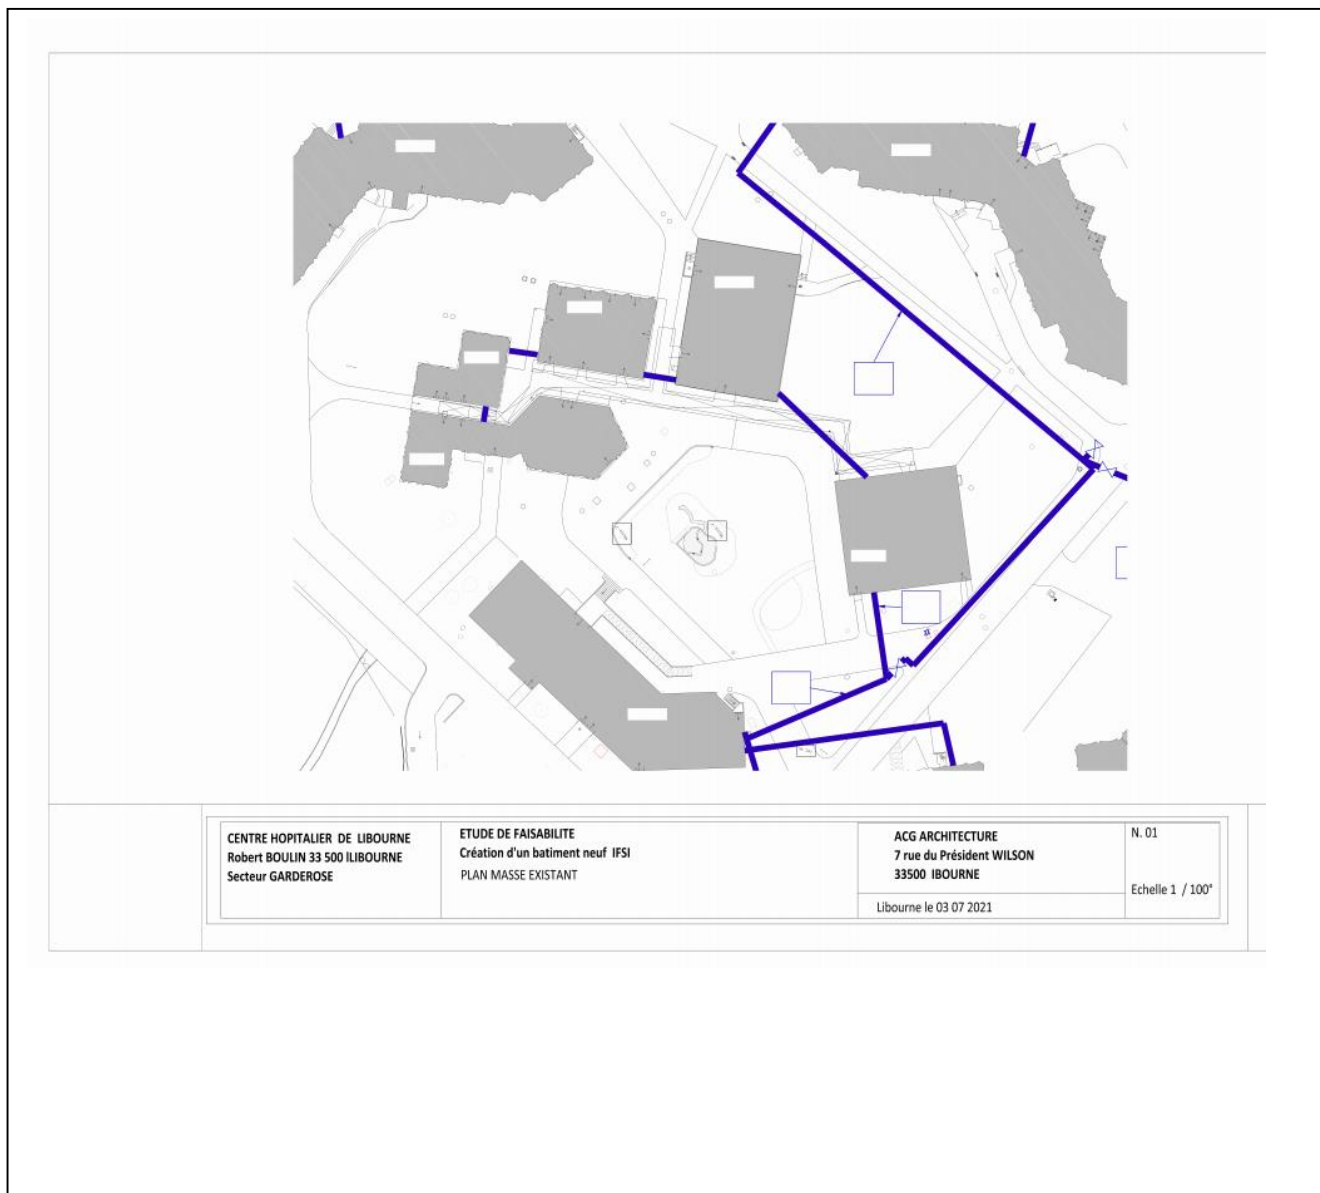 CENTRE HOPITALIER DE LIBOURNE
Robert BOULIN 33 500 lLIBOURNE
Secteur GARDEROSE
ETUDE DE FAISABILITE
Création d'un batiment neuf IFSI
PLAN MASSE EXISTANT
ACG ARCHITECTURE
7 rue du Président WILSON
33500 IBOURNE
Libourne le 03 07 2021
N. 01
Echelle 1 / 100°